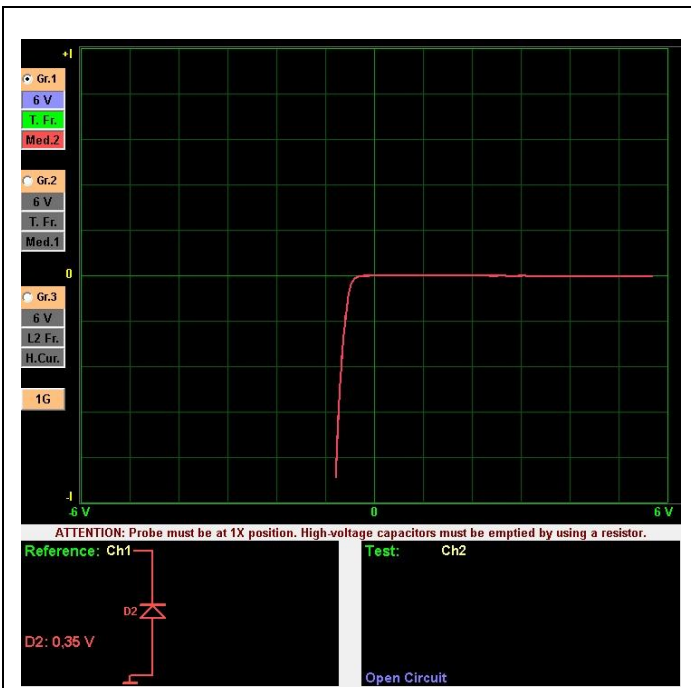 +I
Gr.1
6 V
T. Fr.
Med.2
Gr.2
6 V
T. Fr.
Med.1
0
Gr.3
6 V
L2 Fr.
H.Cur.
1G
-I
-6 V 0 6 V
ATTENTION: Probe must be at 1X position. High-voltage capacitors must be emptied by using a resistor.
Reference: Ch1
D2
D2: 0,35 V
Test: Ch2
Open Circuit